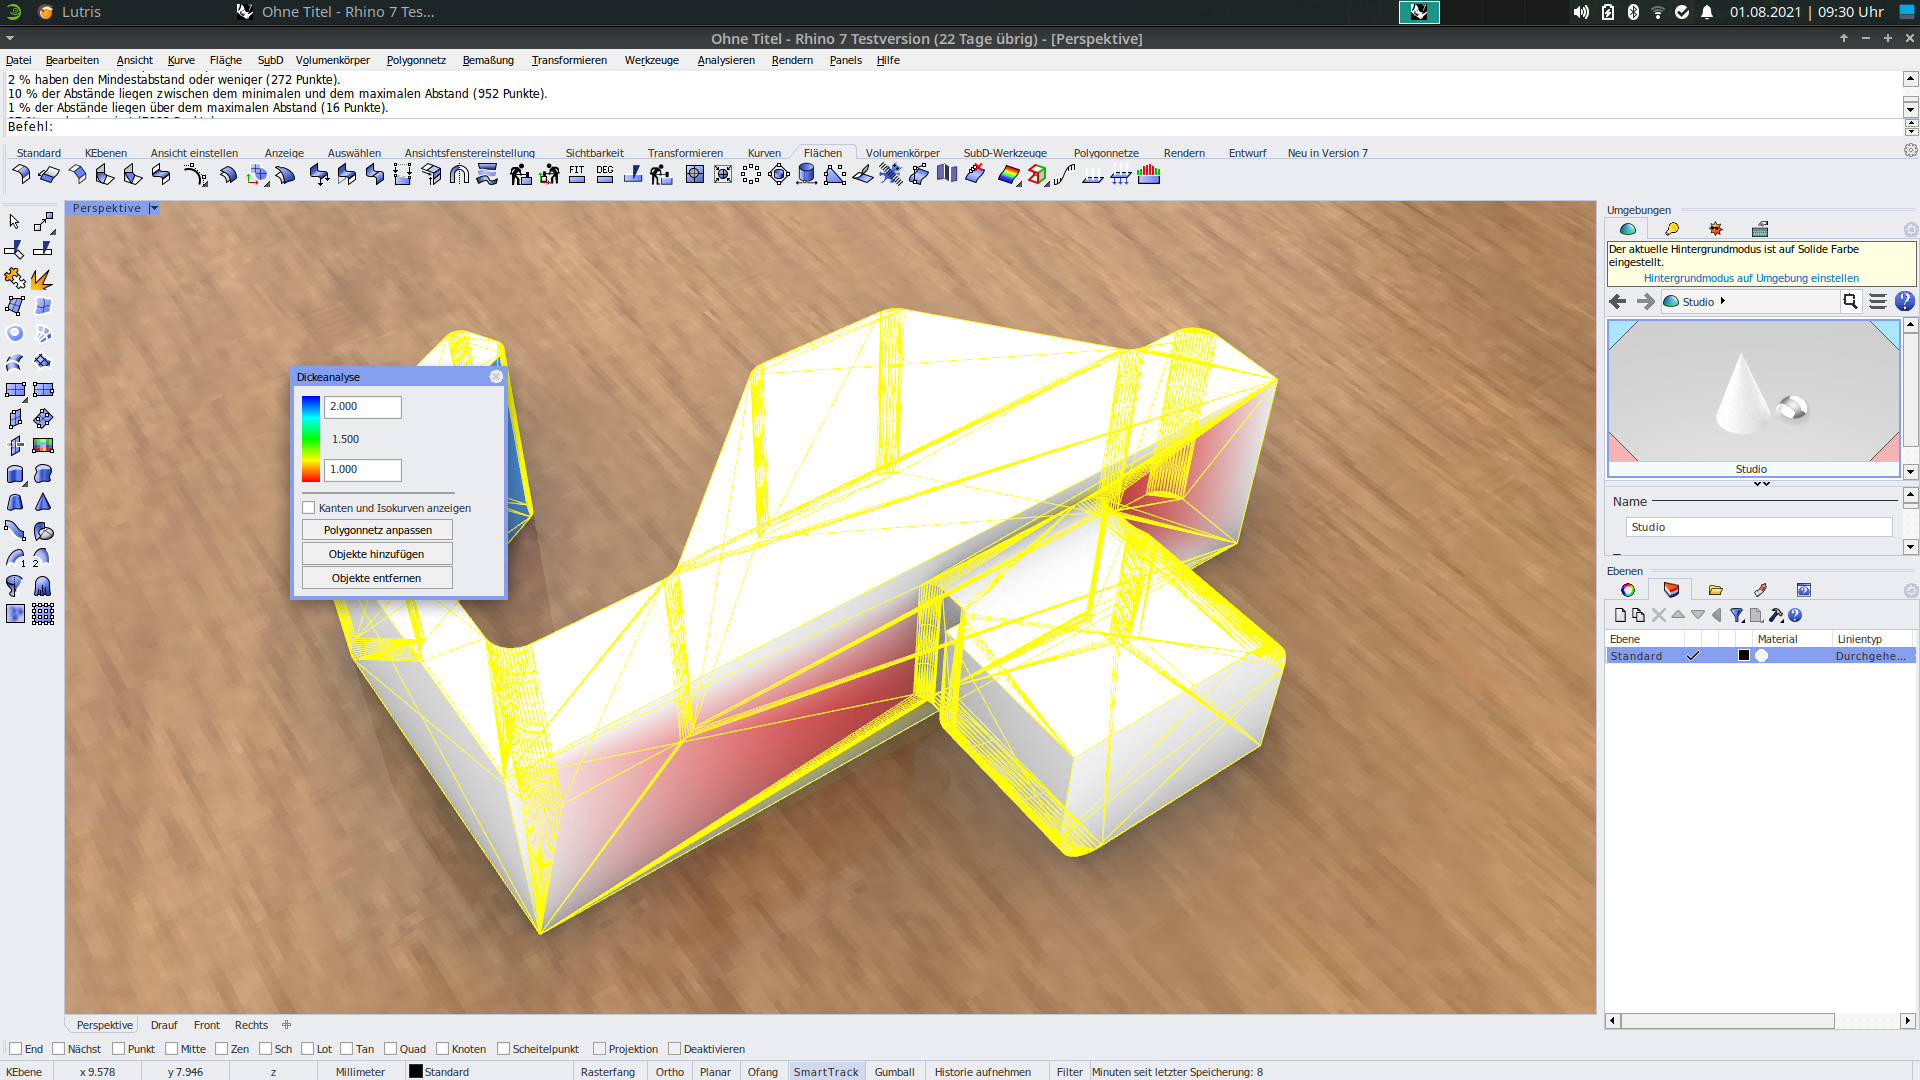 Lutris
Ohne Titel - Rhino 7 Tes...
01.08.2021 | 09:30 Uhr
Ohne Titel - Rhino 7 Testversion (22 Tage übrig) - [Perspektive]
Datei Bearbeiten Ansicht Kurve Fläche SubD Volumenkörper Polygonnetz Bemaßung Transformieren Werkzeuge Analysieren Rendern Panels Hilfe
2 % haben den Mindestabstand oder weniger (272 Punkte).
10 % der Abstände liegen zwischen dem minimalen und dem maximalen Abstand (952 Punkte).
1 % der Abstände liegen über dem maximalen Abstand (16 Punkte).
Befehl:
Standard KEbenen Ansicht einstellen Anzeige Auswählen Ansichtsfenstereinstellung Sichtbarkeit Transformieren Kurven Flächen Volumenkörper SubD-Werkzeuge Polygonnetze Rendern Entwurf Neu in Version 7
FIT DEG
Perspektive
Dickeanalyse
2.000
1.500
1.000
Kanten und Isokurven anzeigen
Polygonnetz anpassen
Objekte hinzufügen
Objekte entfernen
Umgebungen
Der aktuelle Hintergrundmodus ist auf Solide Farbe
eingestellt.
Hintergrundmodus auf Umgebung einstellen
Studio
Studio
Name
Studio
Ebenen
Ebene Material Linientyp
Standard Durchgehe...
Perspektive Drauf Front Rechts
End Nächst Punkt Mitte Zen Sch Lot Tan Quad Knoten Scheitelpunkt Projektion Deaktivieren
KEbene x 9.578 y 7.946 z Millimeter Standard Rasterfang Ortho Planar Ofang SmartTrack Gumball Historie aufnehmen Filter Minuten seit letzter Speicherung: 8